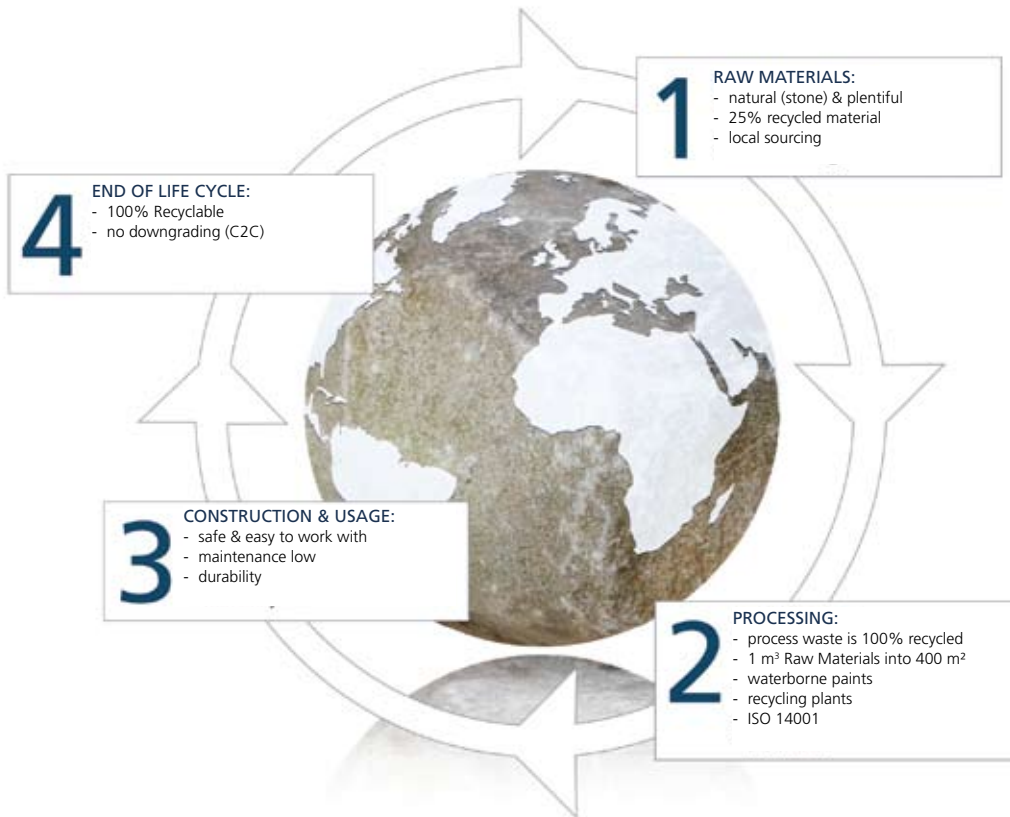 1
RAW MATERIALS:
- natural (stone) & plentiful
- 25% recycled material
- local sourcing
2
PROCESSING:
- process waste is 100% recycled
- 1 m³ Raw Materials into 400 m²
- waterborne paints
- recycling plants
- ISO 14001
3
CONSTRUCTION & USAGE:
- safe & easy to work with
- maintenance low
- durability
4
END OF LIFE CYCLE:
- 100% Recyclable
- no downgrading (C2C)